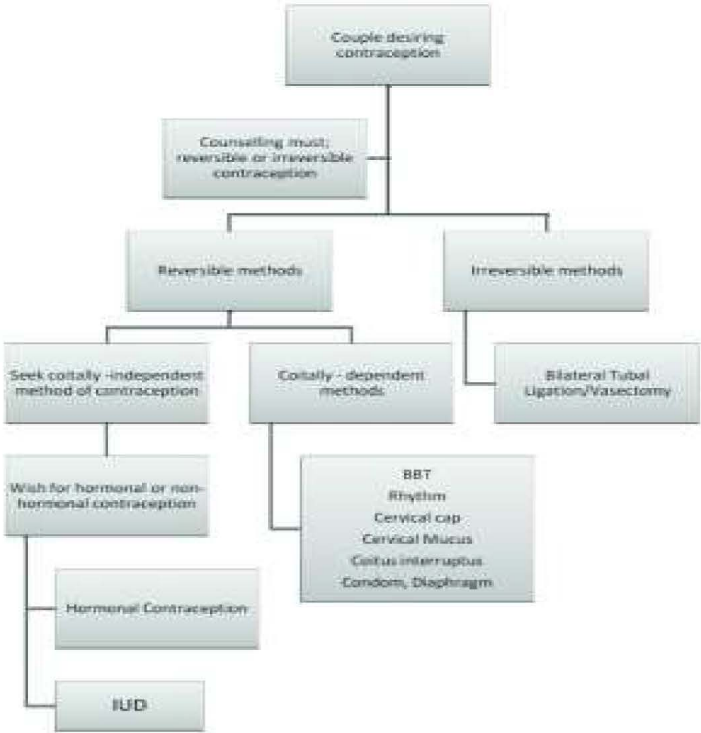 Couple desiring
contraception
Counselling must;
reversible or irreversible
contraception
Reversible methods
Irreversible methods
Seek coitally -independent
method of contraception
Coitally - dependent
methods
Bilateral Tubal
Ligation/Vasectomy
Wish for hormonal or non-
hormonal contraception
BBT
Rhythm
Cervical cap
Cervical Mucus
Coitus interruptus
Condom, Diaphragm
Hormonal Contraception
IUD